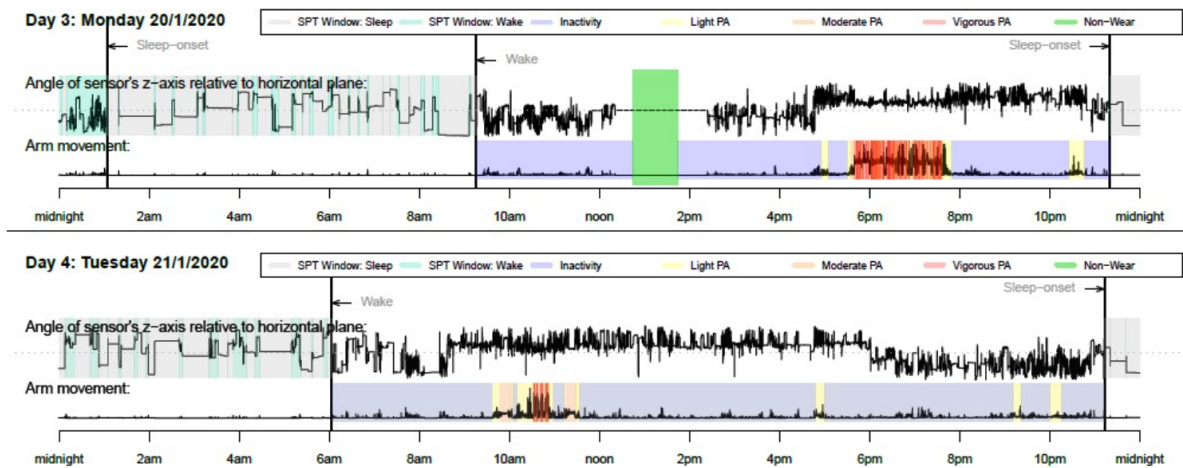 Day 3: Monday 20/1/2020 SPT Window: Sleep SPT Window: Wake Inactivity Light PA Moderate PA Vigorous PA Non-Wear
Sleep-onset Sleep-onset
Wake
Angle of sensor's z-axis relative to horizontal plane:
Arm movement:
midnight 2am 4am 6am 8am 10am noon 2pm 4pm 6pm 8pm 10pm midnight
Day 4: Tuesday 21/1/2020 SPT Window: Sleep SPT Window: Wake Inactivity Light PA Moderate PA Vigorous PA Non-Wear
Sleep-onset
Wake
Angle of sensor's z-axis relative to horizontal plane:
Arm movement:
midnight 2am 4am 6am 8am 10am noon 2pm 4pm 6pm 8pm 10pm midnight